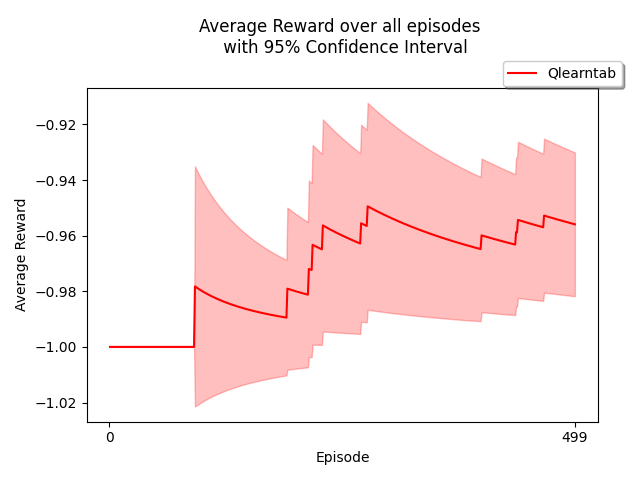 Average Reward over all episodes
with 95% Confidence Interval
Qlearntab
−0.92
−0.94
−0.96
−0.98
−1.00
−1.02
Average Reward
0
499
Episode